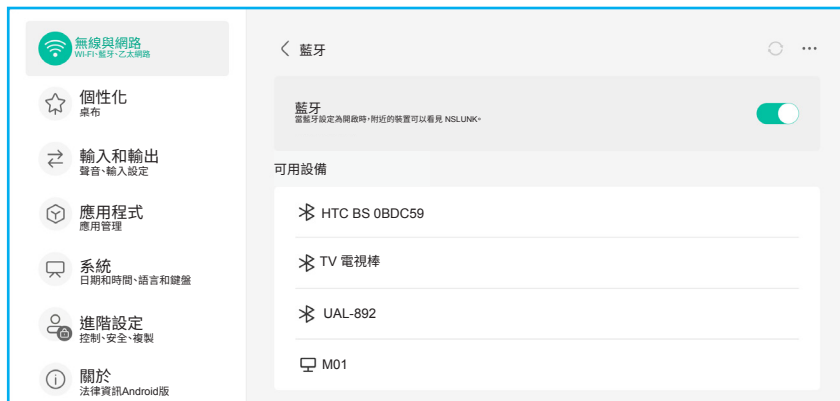 無線與網路
WI-FI、藍牙、乙太網路
個性化
桌布
輸入和輸出
聲音、輸入設定
應用程式
應用管理
系統
日期和時間、語言和鍵盤
進階設定
控制、安全、複製
關於
法律資訊Android版
藍牙
藍牙
當藍牙設定為開啟時，附近的裝置可以看見 NSLUNK。
可用設備
HTC BS 0BDC59
TV 電視棒
UAL-892
M01